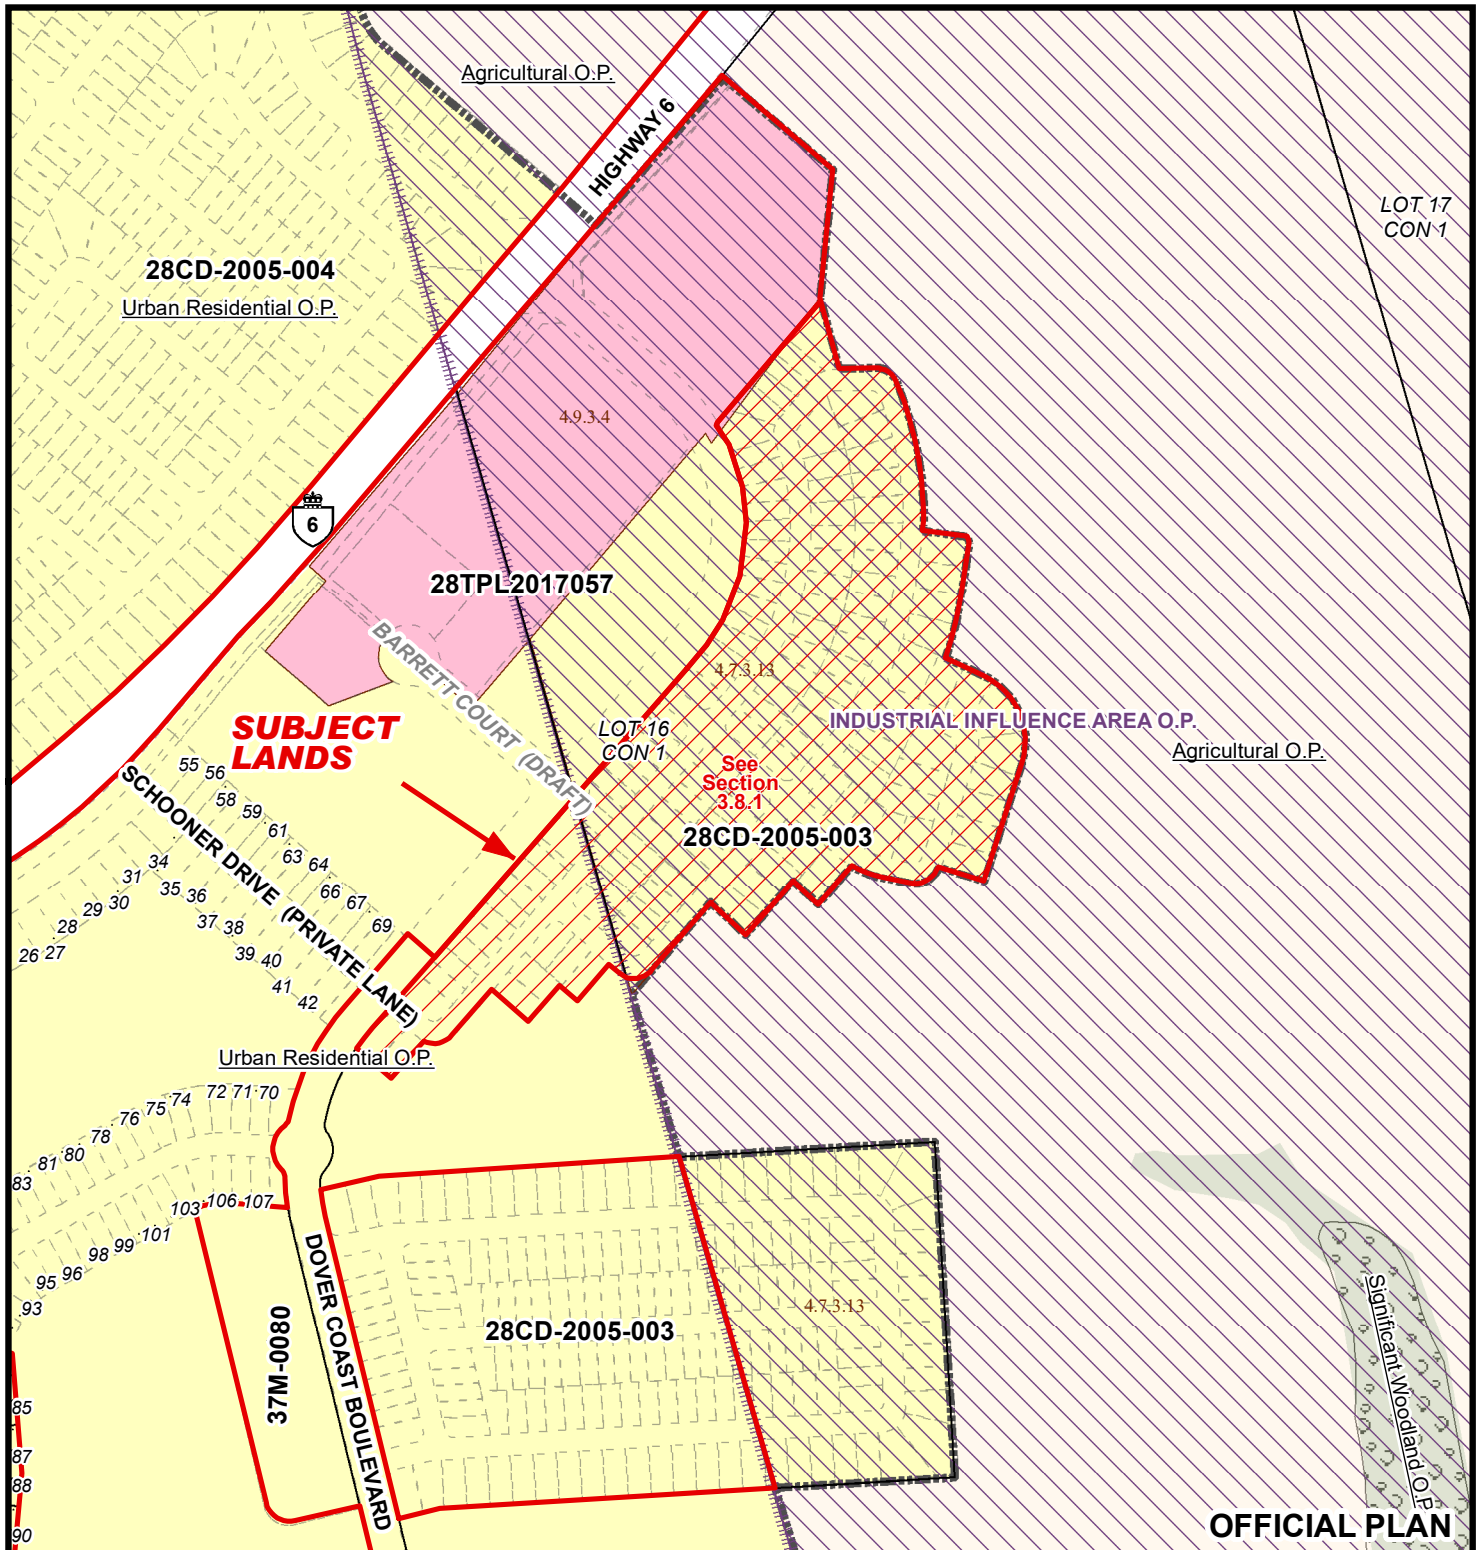 Agricultural O.P.
HIGHWAY 6
LOT 17
CON 1
28CD-2005-004
Urban Residential O.P.
4.9.3.4
6
28TPL2017057
BARRETT COURT (DRAFT)
4.7.3.13
SUBJECT
LANDS
LOT 16
CON 1
INDUSTRIAL INFLUENCE AREA O.P.
Agricultural O.P.
See
Section
3.8.1
28CD-2005-003
SCHOONER DRIVE (PRIVATE LANE)
55
56
58
59
61
63
64
66
67
69
34
31
35
36
37
38
39
40
41
42
30
29
28
27
26
Urban Residential O.P.
72
71
70
74
75
76
78
80
81
83
103
106
107
101
99
98
96
95
93
DOVER COAST BOULEVARD
37M-0080
28CD-2005-003
4.7.3.13
Significant Woodland O.P.
85
87
88
90
OFFICIAL PLAN